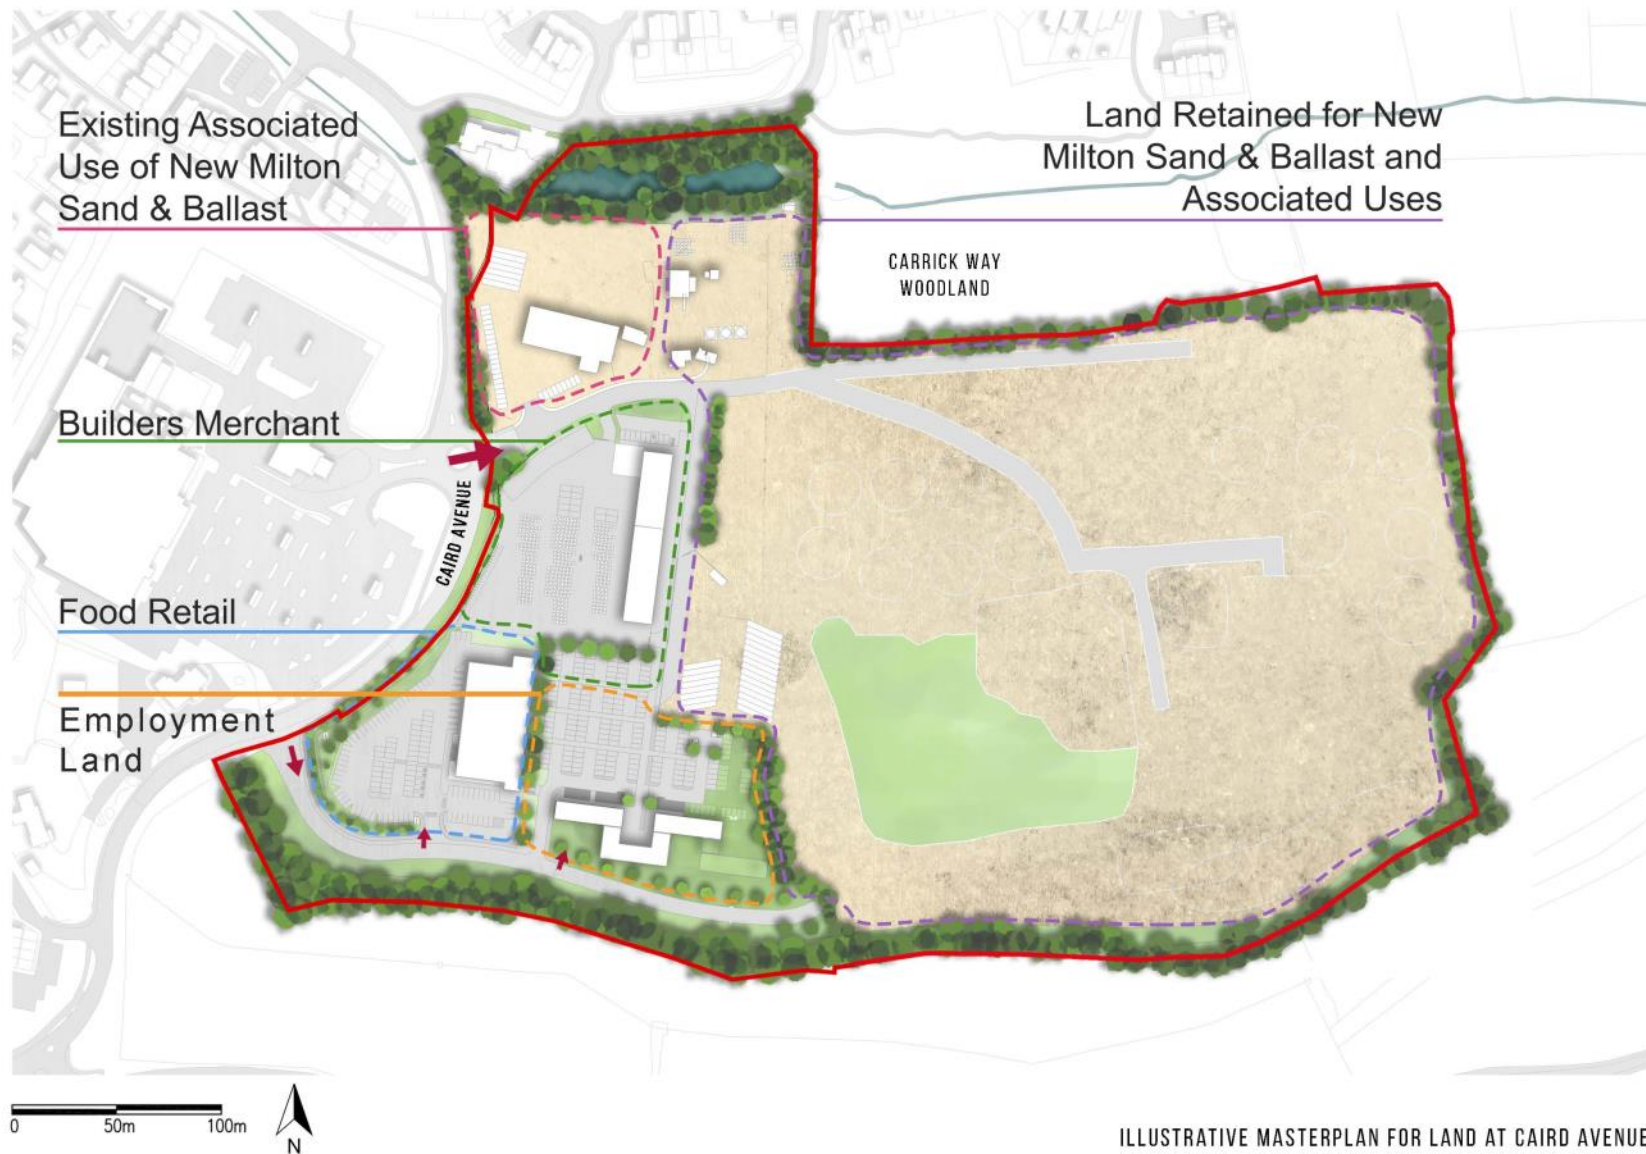 Existing Associated
Use of New Milton
Sand & Ballast
Land Retained for New
Milton Sand & Ballast and
Associated Uses
CARRICK WAY
WOODLAND
Builders Merchant
CAIRD AVENUE
Food Retail
Employment
Land
0 50m 100m
N
ILLUSTRATIVE MASTERPLAN FOR LAND AT CAIRD AVENUE